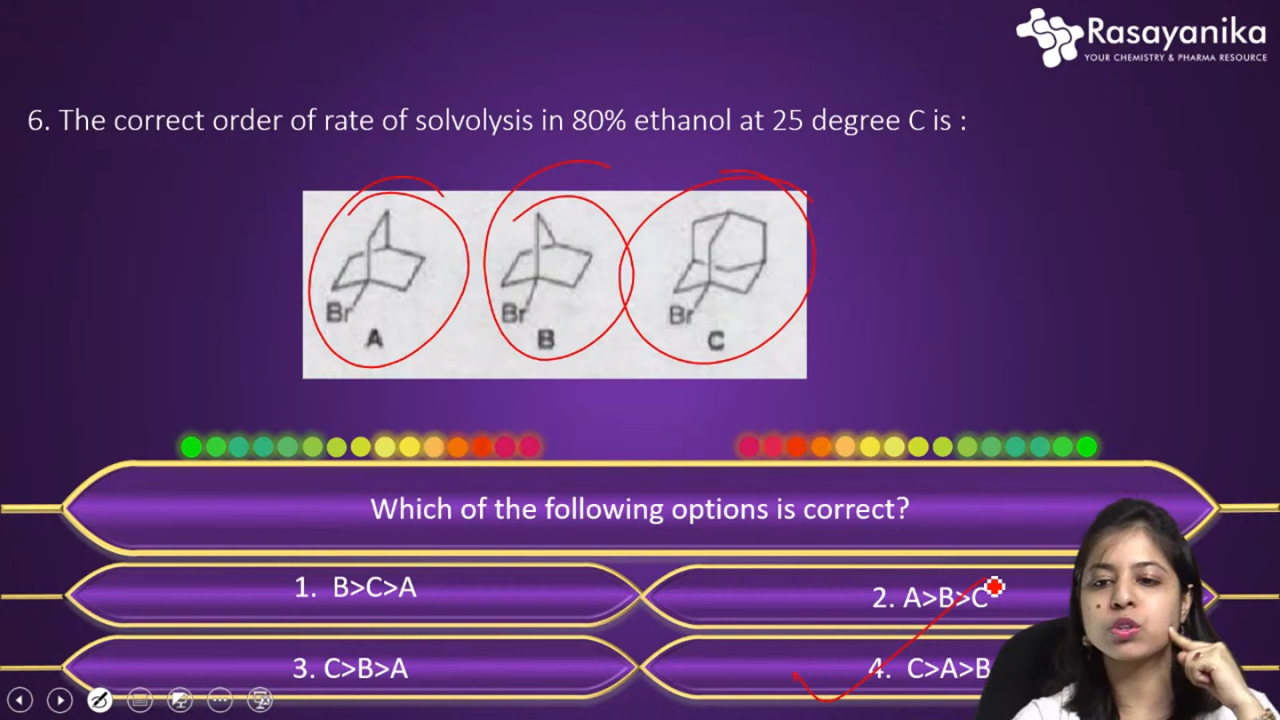 Rasayanika
YOUR CHEMISTRY & PHARMA RESOURCE
6. The correct order of rate of solvolysis in 80% ethanol at 25 degree C is :
Br
A
Br
B
Br
C
Which of the following options is correct?
1. B>C>A
2. A>B>C
3. C>B>A
4. C>A>B